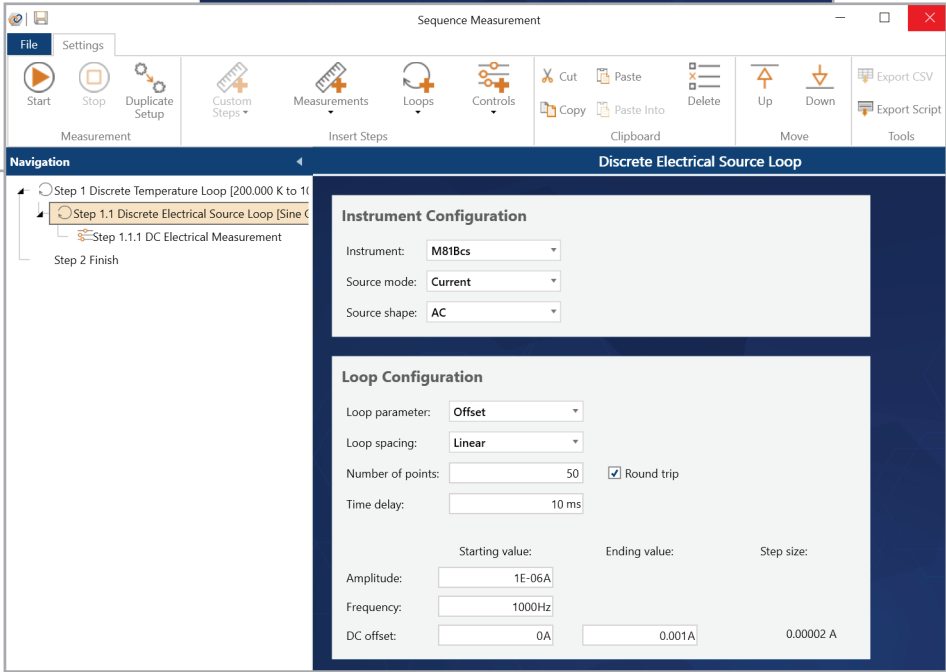 Sequence Measurement
File Settings
Start Stop Duplicate Setup Custom Steps Measurements Loops Controls Cut Paste Copy Paste Into Delete Up Down Export CSV Export Script
Measurement Insert Steps Clipboard Move Tools
Navigation
Step 1 Discrete Temperature Loop [200.000 K to 1
Step 1.1 Discrete Electrical Source Loop [Sine
Step 1.1.1 DC Electrical Measurement
Step 2 Finish
Discrete Electrical Source Loop
Instrument Configuration
Instrument: M81Bcs
Source mode: Current
Source shape: AC
Loop Configuration
Loop parameter: Offset
Loop spacing: Linear
Number of points: 50 Round trip
Time delay: 10 ms
Starting value: Ending value: Step size:
Amplitude: 1E-06A
Frequency: 1000Hz
DC offset: 0A 0.001A 0.00002 A